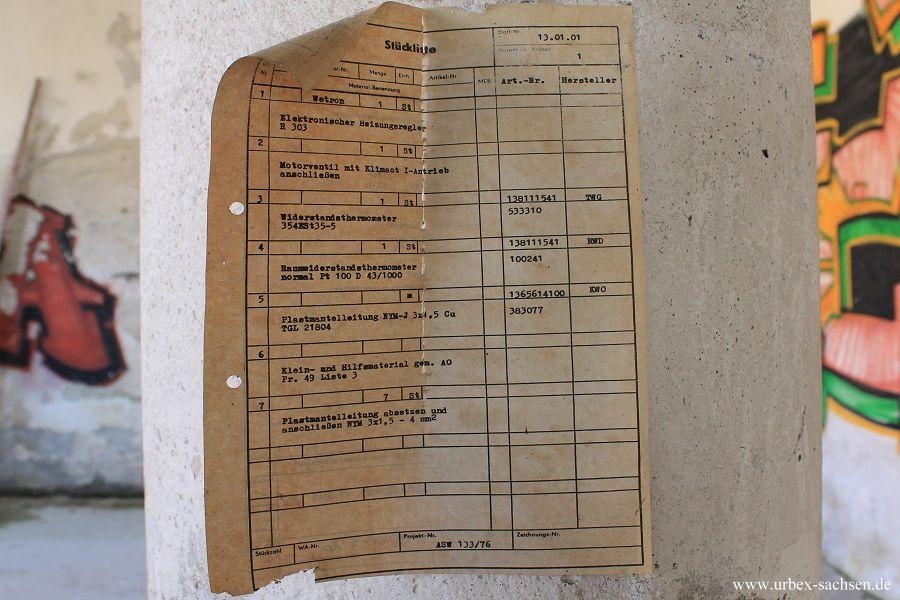 Stückliste
13.01.01
1
Nr. Menge Einh. Artikel-Nr. Art.-Nr. Hersteller
Material-Benennung
1 Wetron 1 St
Elektronischer Heizungsregler
R 303
2 1 St
Motorventil mit Klimact I-Antrieb
anschließen
3 1 St 138111541 TWG
533310
Widerstandsthermometer
354ESt35-5
4 1 St 138111541 RWD
100241
Raumwiderstandsthermometer
normal Pt 100 D 43/1000
5 m 1365614100 KWO
383077
Plastmantelleitung NYM-J 3x1,5 Cu
TGL 21804
6
Klein- und Hilfsmaterial gem. AO
Pr. 49 Liste 3
7 7 St
Plastmantelleitung absetzen und
anschließen NYM 3x1,5 - 4 mm²
Stückzahl WA-Nr. Projekt-Nr. Zeichnungs-Nr.
ASW 133/76
www.urbex-sachsen.de